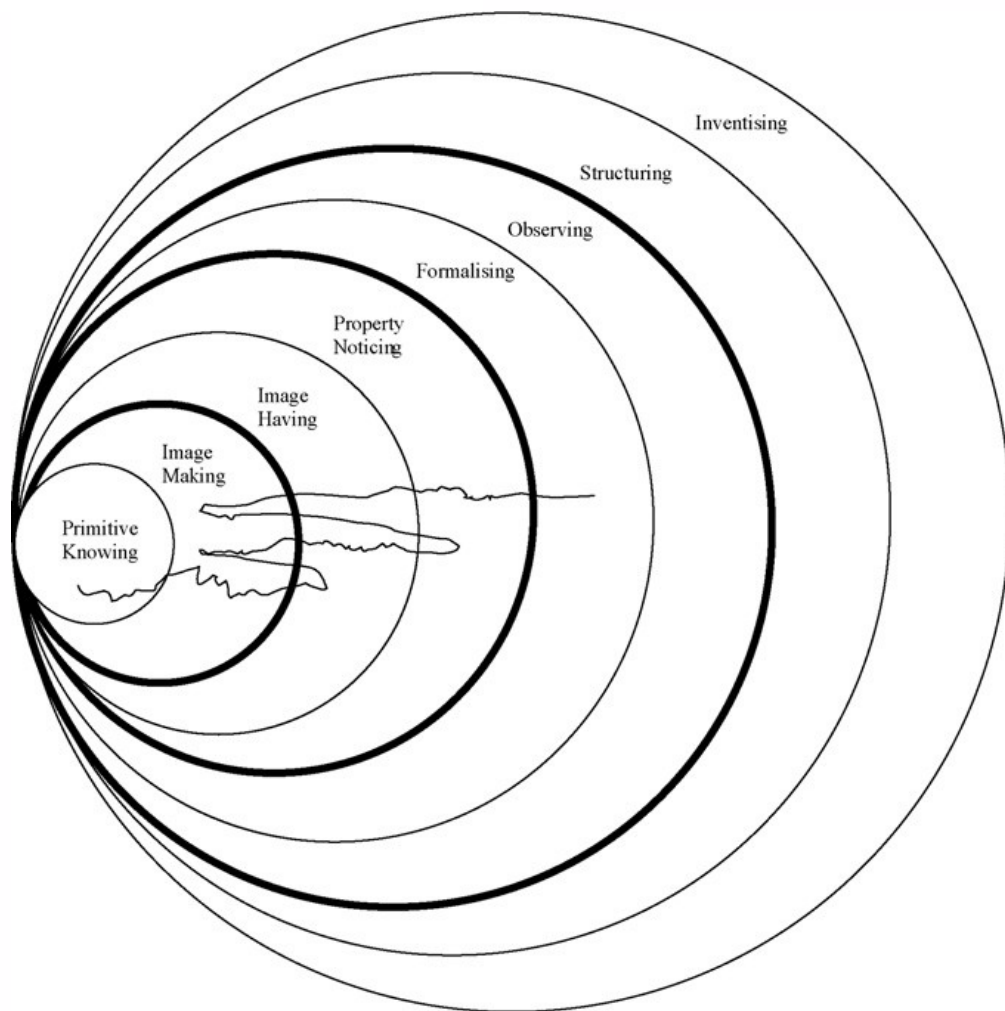 Inventising
Structuring
Observing
Formalising
Property
Noticing
Image
Having
Image
Making
Primitive
Knowing